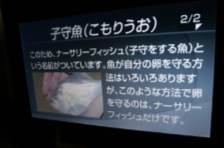 子守魚(こもりうお)
2/2
このため、ナーサリーフィッシュ(子守をする魚)と
いう名前がついています。魚が自分の卵を守る方
法はいろいろあります
が、このような方法で卵
を守るのは、ナーサリー
フィッシュだけです。